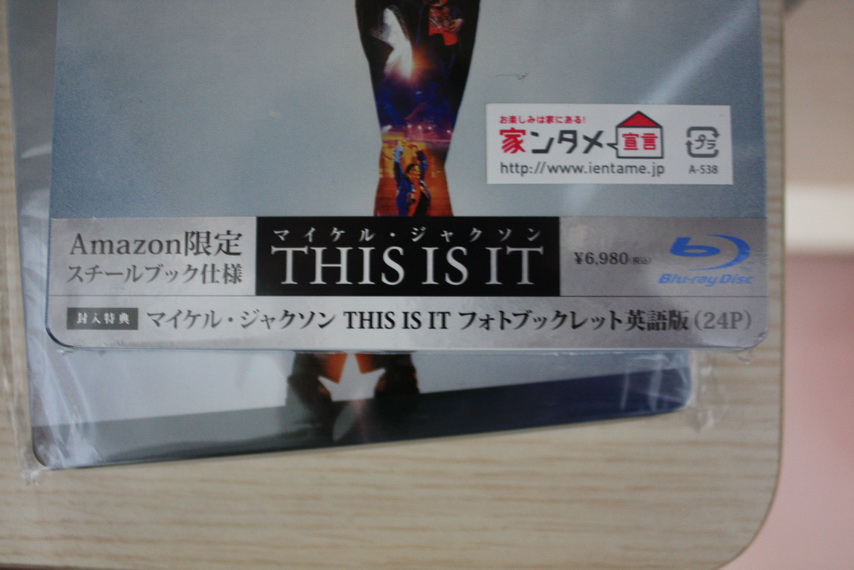 お楽しみは家にある!
家ンタメ宣言
プラ
http://www.ientame.jp
A-538
Amazon限定
スチールブック仕様
マイケル・ジャクソン
THIS IS IT
¥6,980(税込)
Blu-ray Disc
封入特典 マイケル・ジャクソン THIS IS IT フォトブックレット英語版(24P)